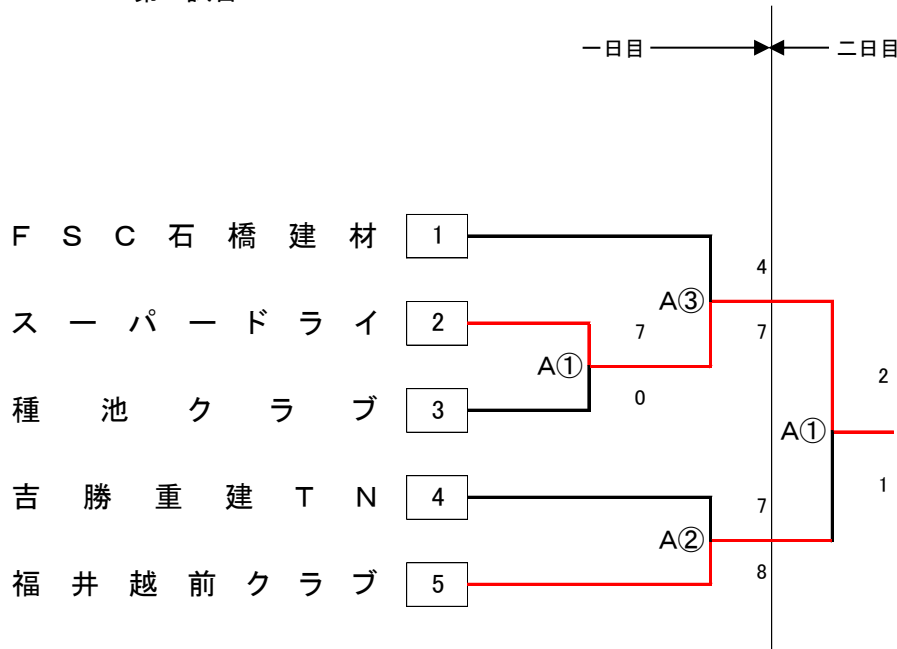 一日目 二日目
FSC石橋建材 1
4
A③
スーパードライ 2
7 7
A①
2
0
種池クラブ 3
A①
1
吉勝重建TN 4
7
A②
8
福井越前クラブ 5